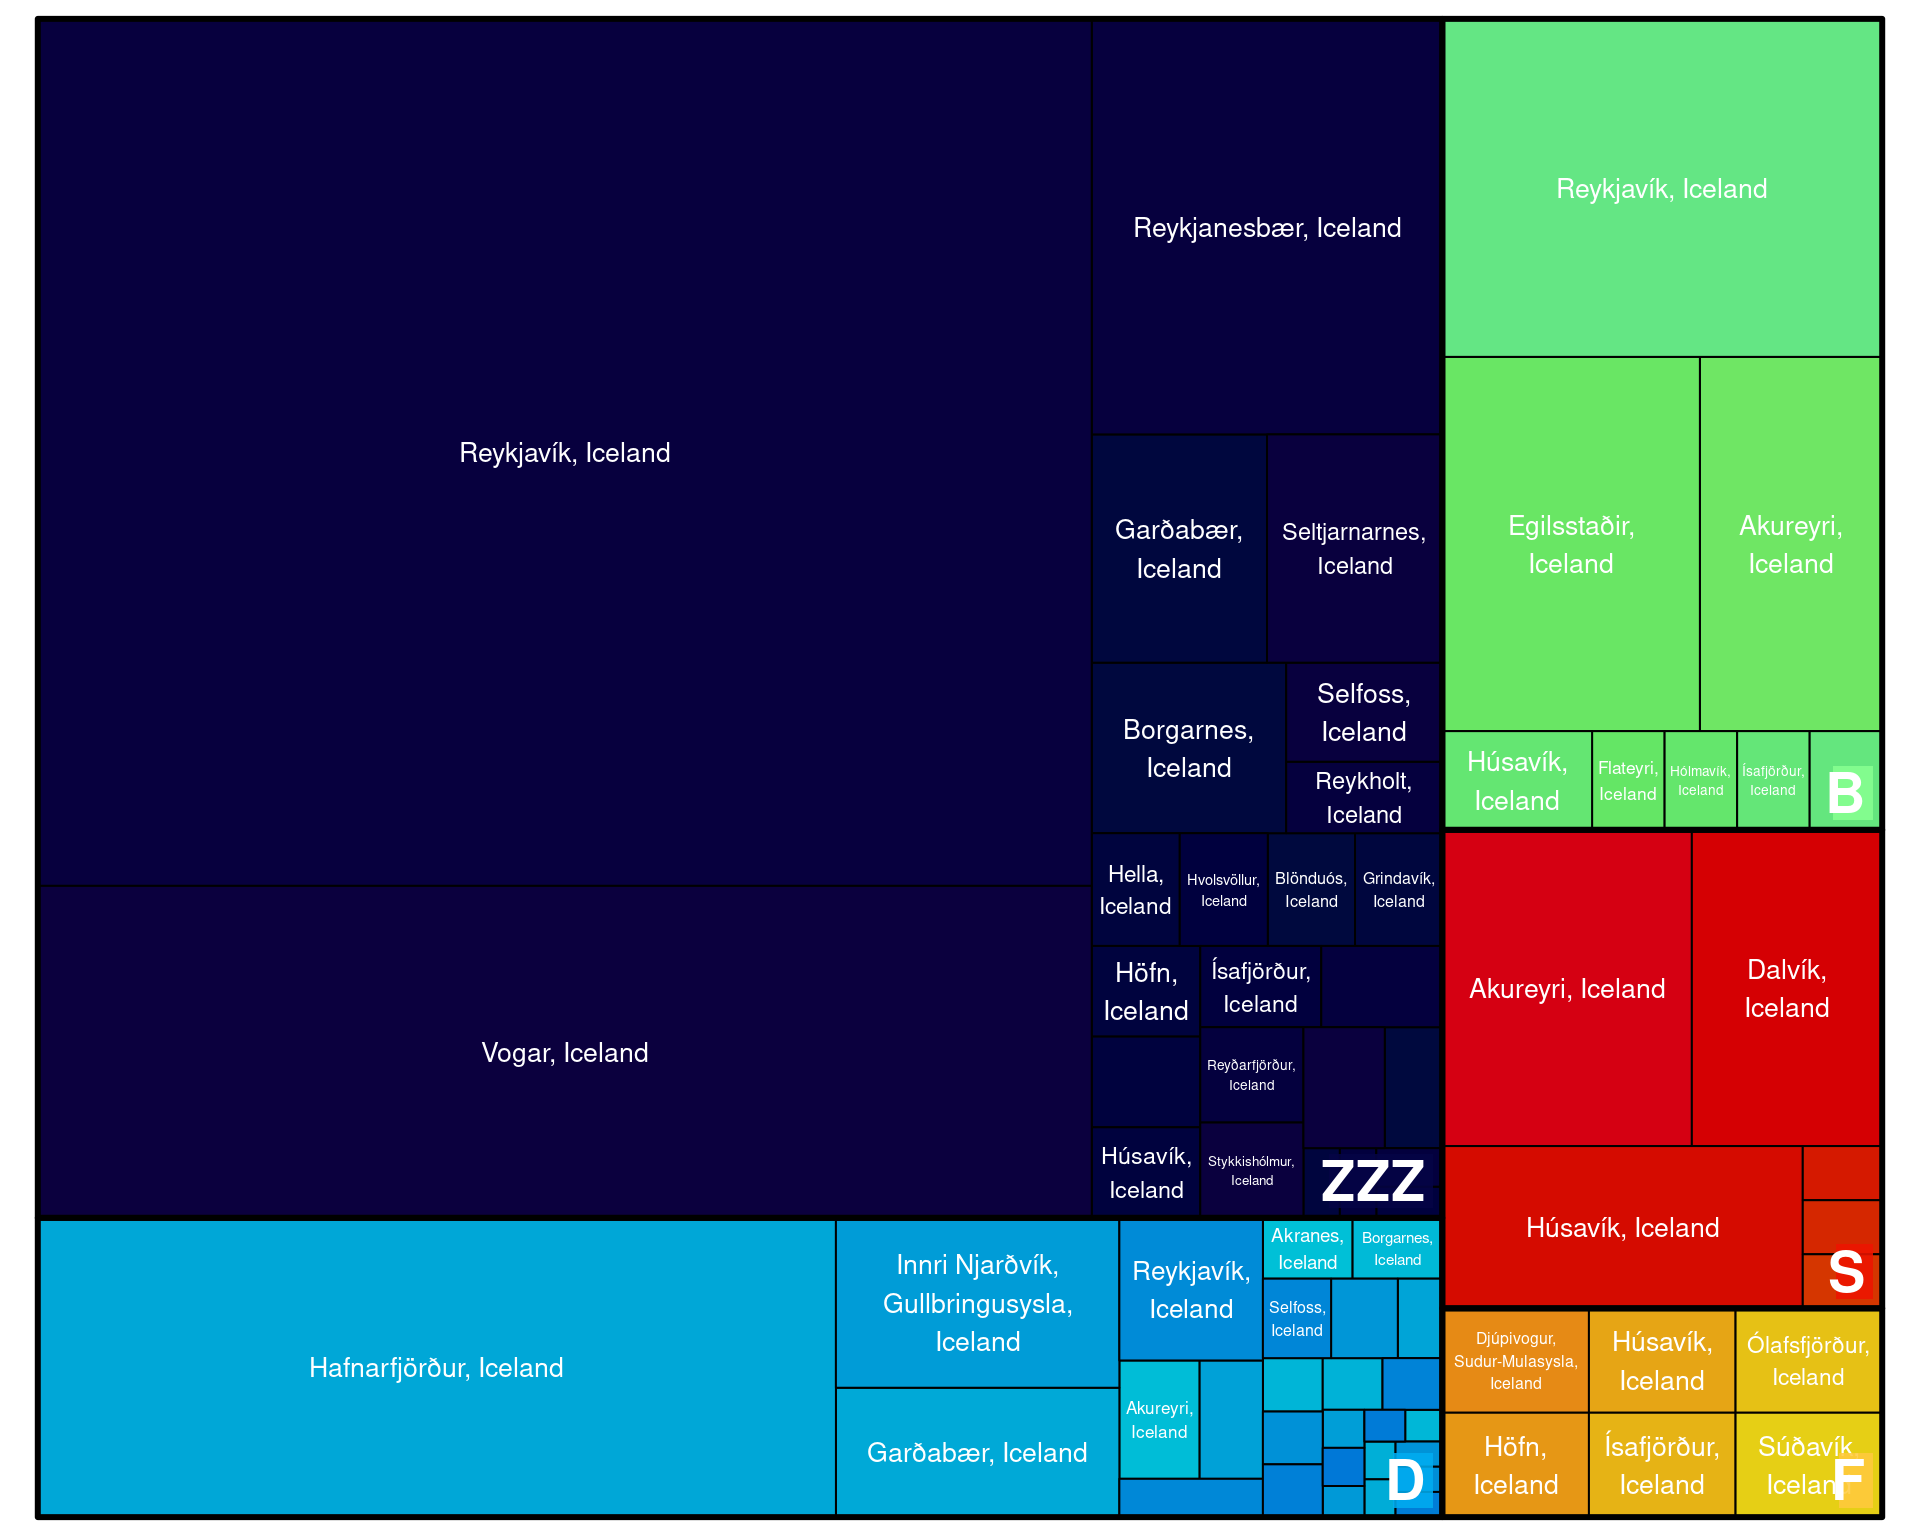 Reykjavík, Iceland
Vogar, Iceland
Reykjanesbær, Iceland
Garðabær,
Iceland
Seltjarnarnes,
Iceland
Borgarnes,
Iceland
Selfoss,
Iceland
Reykholt,
Iceland
Hella,
Iceland
Hvolsvöllur,
Iceland
Blönduós,
Iceland
Grindavík,
Iceland
Höfn,
Iceland
Ísafjörður,
Iceland
Reyðarfjörður,
Iceland
Húsavík,
Iceland
Stykkishólmur,
Iceland
ZZZ
Reykjavík, Iceland
Egilsstaðir,
Iceland
Akureyri,
Iceland
Húsavík,
Iceland
Flateyri,
Iceland
Hólmavík,
Iceland
Ísafjörður,
Iceland
B
Akureyri, Iceland
Dalvík,
Iceland
Húsavík, Iceland
S
Hafnarfjörður, Iceland
Innri Njarðvík,
Gullbringusysla,
Iceland
Garðabær, Iceland
Reykjavík,
Iceland
Akureyri,
Iceland
Akranes,
Iceland
Borgarnes,
Iceland
Selfoss,
Iceland
D
Djúpivogur,
Sudur-Mulasysla,
Iceland
Húsavík,
Iceland
Ólafsfjörður,
Iceland
Höfn,
Iceland
Ísafjörður,
Iceland
Súðavík,
Iceland
F